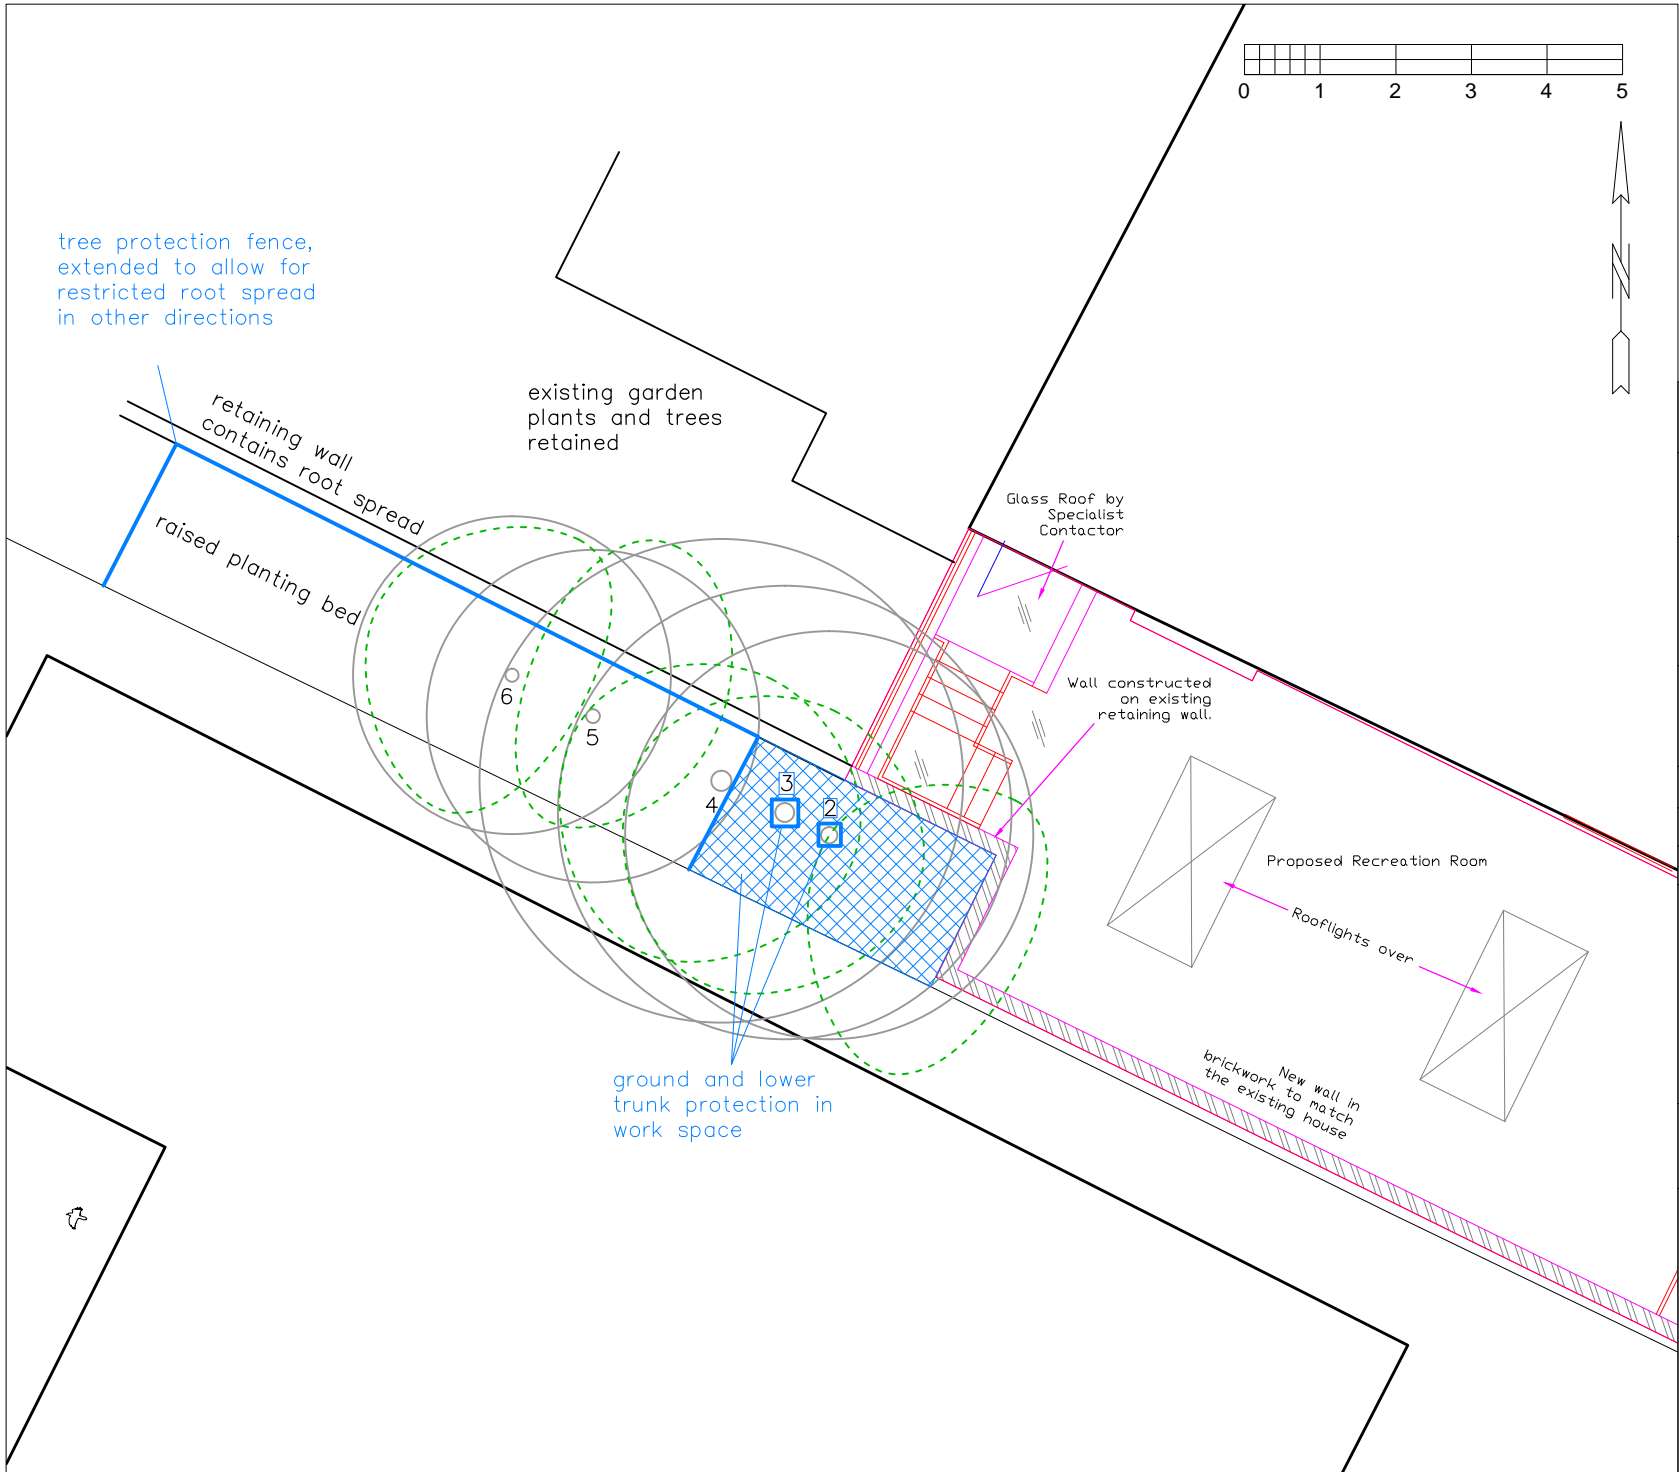 0 1 2 3 4 5
N
tree protection fence,
extended to allow for
restricted root spread
in other directions
retaining wall
contains root spread
existing garden
plants and trees
retained
raised planting bed
Glass Roof by
Specialist
Contactor
Wall constructed
on existing
retaining wall.
6
5
4
3
2
Proposed Recreation Room
Rooflights over
ground and lower
trunk protection in
work space
New wall in
brickwork to match
the existing house